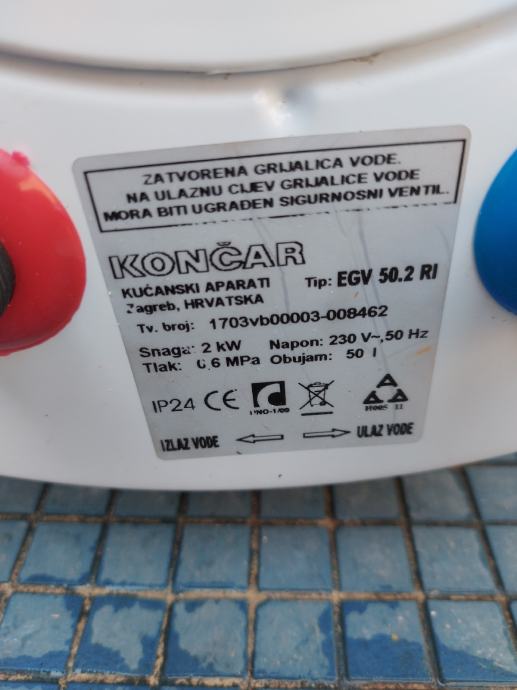 ZATVORENA GRIJALICA VODE.
NA ULAZNU CIJEV GRIJALICE VODE
MORA BITI UGRAĐEN SIGURNOSNI VENTIL.
KONČAR
KUĆANSKI APARATI Tip: EGV 50.2 RI
Zagreb, HRVATSKA
Tv. broj: 1703vb00003-008462
Snaga: 2 kW Napon: 230 V~, 50 Hz
Tlak: 0,6 MPa Obujam: 50 l
IP24 CE
IZLAZ VODE ULAZ VODE